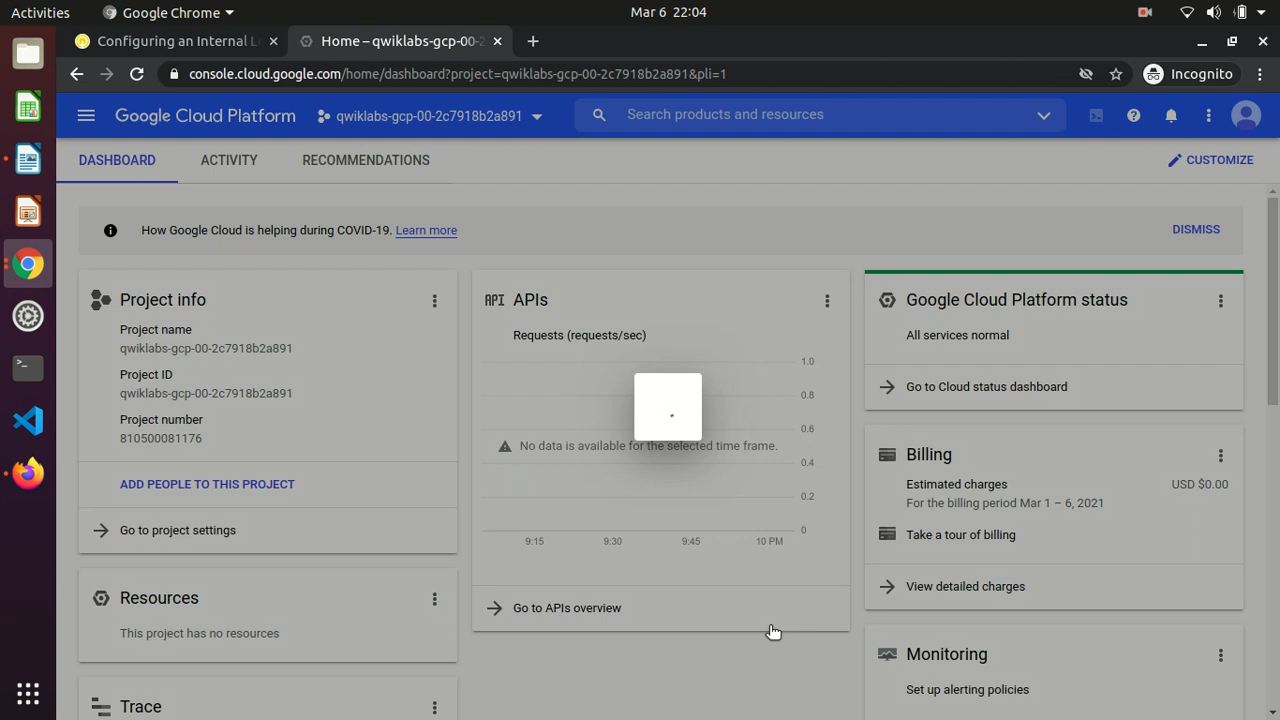 Activities
Google Chrome
Mar 6 22:04
Configuring an Internal L
Home – qwiklabs-gcp-00-2
console.cloud.google.com/home/dashboard?project=qwiklabs-gcp-00-2c7918b2a891&pli=1
Incognito
Google Cloud Platform
qwiklabs-gcp-00-2c7918b2a891
Search products and resources
DASHBOARD
ACTIVITY
RECOMMENDATIONS
CUSTOMIZE
How Google Cloud is helping during COVID-19. Learn more
DISMISS
Project info
Project name
qwiklabs-gcp-00-2c7918b2a891
Project ID
qwiklabs-gcp-00-2c7918b2a891
Project number
810500081176
ADD PEOPLE TO THIS PROJECT
Go to project settings
Resources
This project has no resources
Trace
API APIs
Requests (requests/sec)
1.0
0.8
0.6
No data is available for the selected time frame.
0.4
0.2
0
9:15 9:30 9:45 10 PM
Go to APIs overview
Google Cloud Platform status
All services normal
Go to Cloud status dashboard
Billing
Estimated charges USD $0.00
For the billing period Mar 1 – 6, 2021
Take a tour of billing
View detailed charges
Monitoring
Set up alerting policies